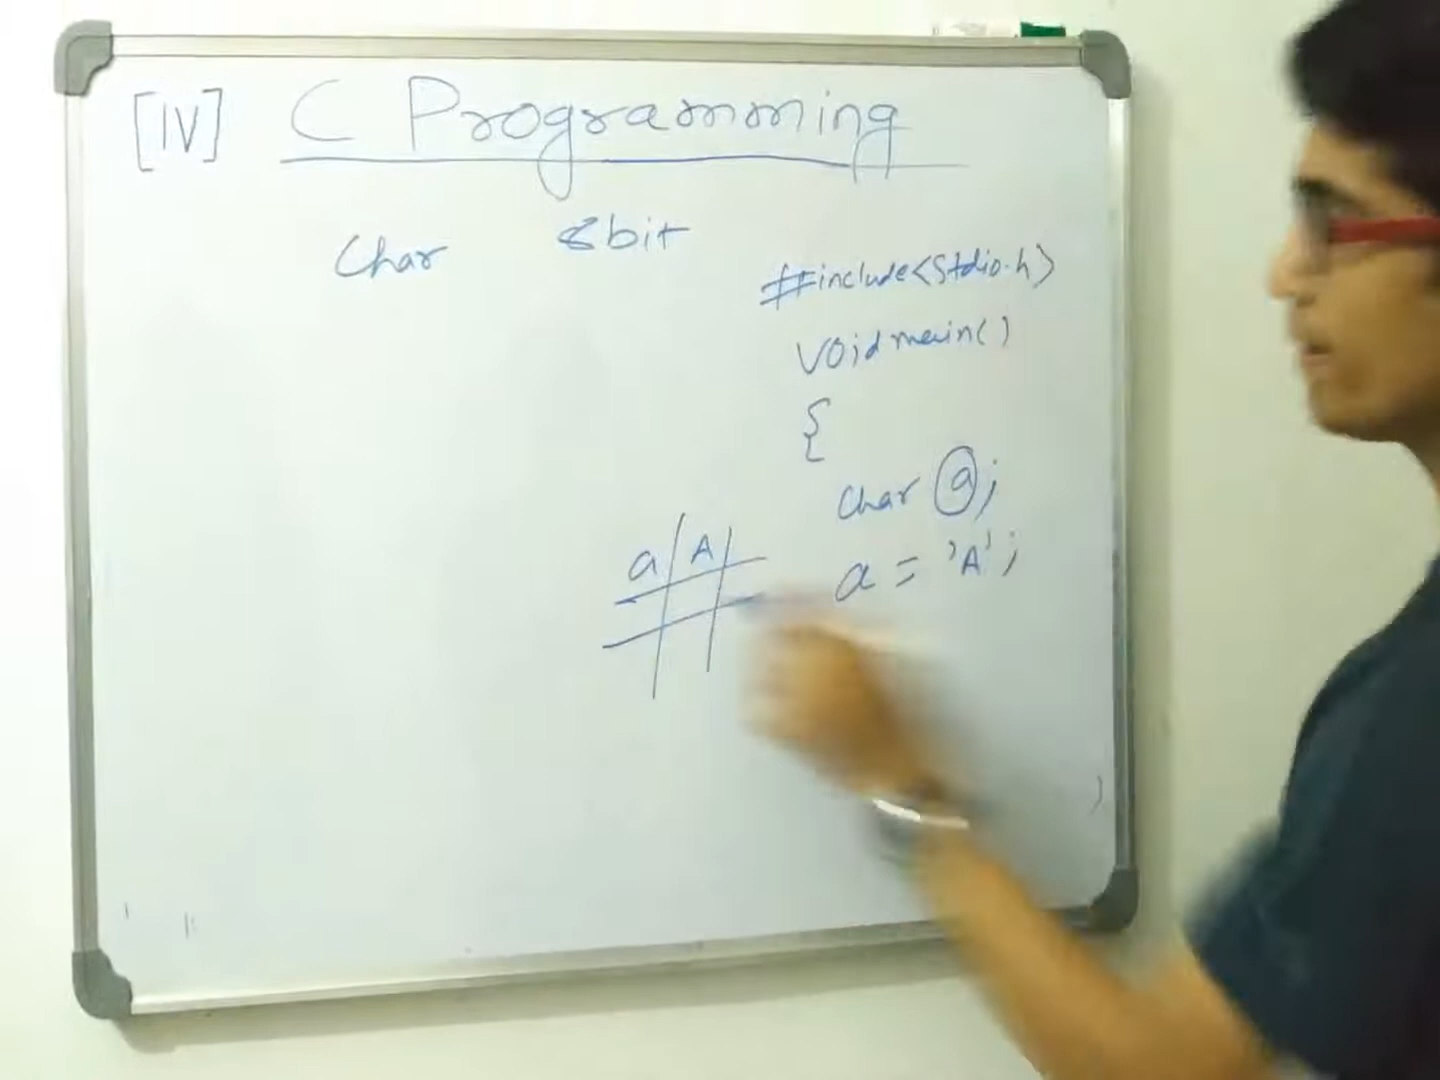 [IV] C Programming
Char 8bit
#include<Stdio.h>
Void main()
{
Char a;
a = 'A';
a A